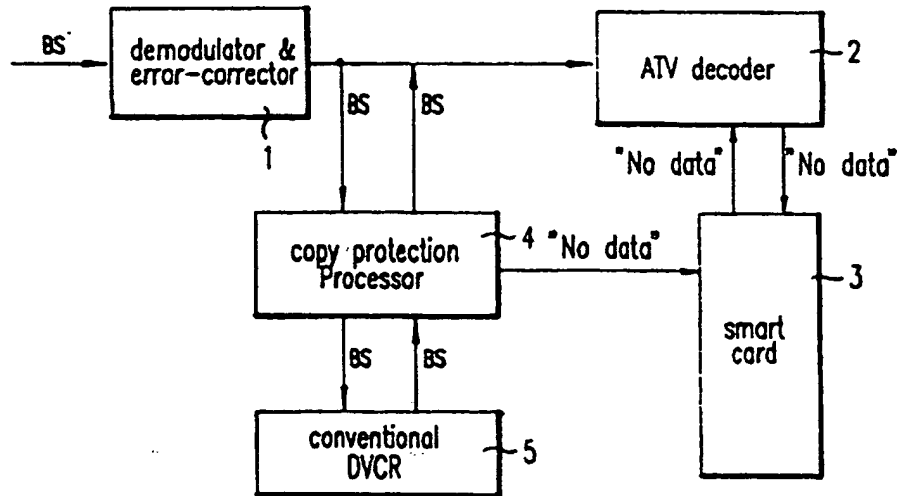 BS
demodulator &
error-corrector
1
ATV decoder
2
BS
BS
"No data"
"No data"
copy protection
Processor
4
"No data"
3
smart
card
BS
BS
conventional
DVCR
5